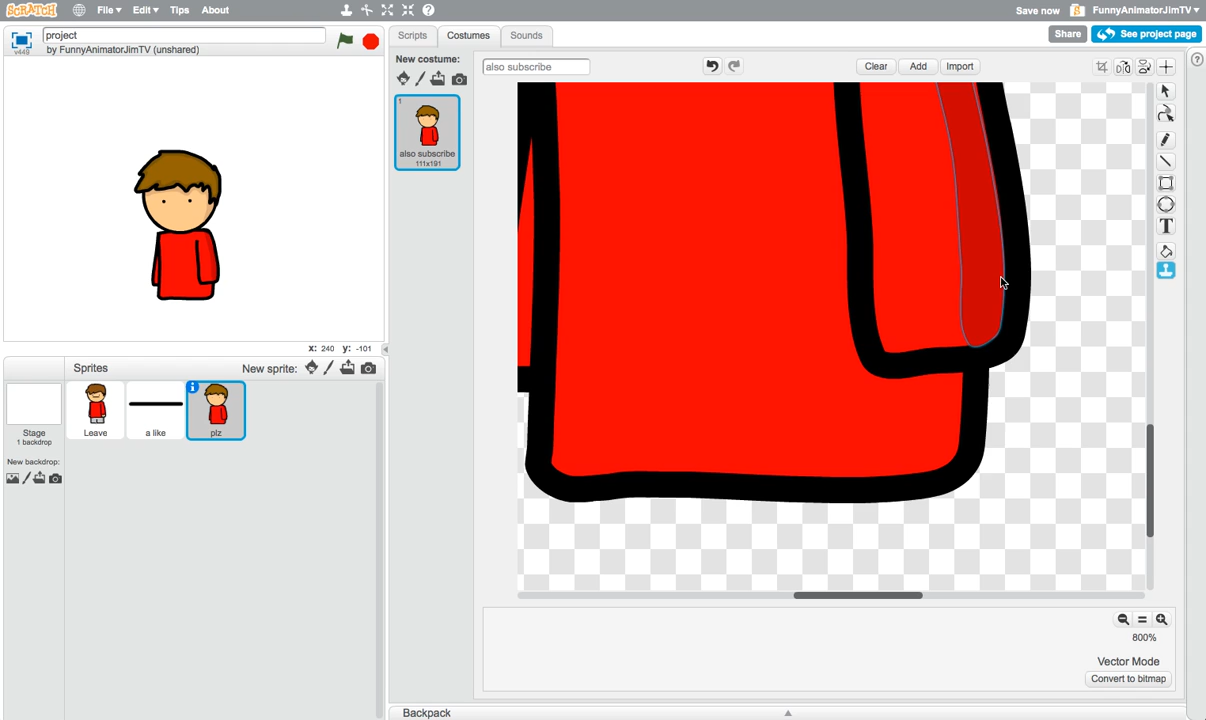 SCRATCH File▼ Edit▼ Tips About Save now FunnyAnimatorJimTV▼
project
by FunnyAnimatorJimTV (unshared)
v449
Scripts Costumes Sounds
Share See project page
New costume:
also subscribe
Clear Add Import
1
also subscribe
111x191
T
x: 240 y: -101
Sprites New sprite:
Stage
1 backdrop
New backdrop:
Leave
a like
plz
800%
Vector Mode
Convert to bitmap
Backpack